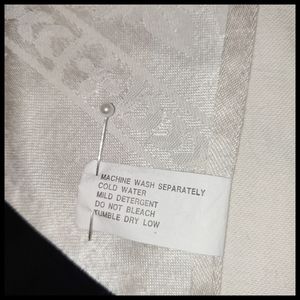 MACHINE WASH SEPARATELY
COLD WATER
MILD DETERGENT
DO NOT BLEACH
TUMBLE DRY LOW